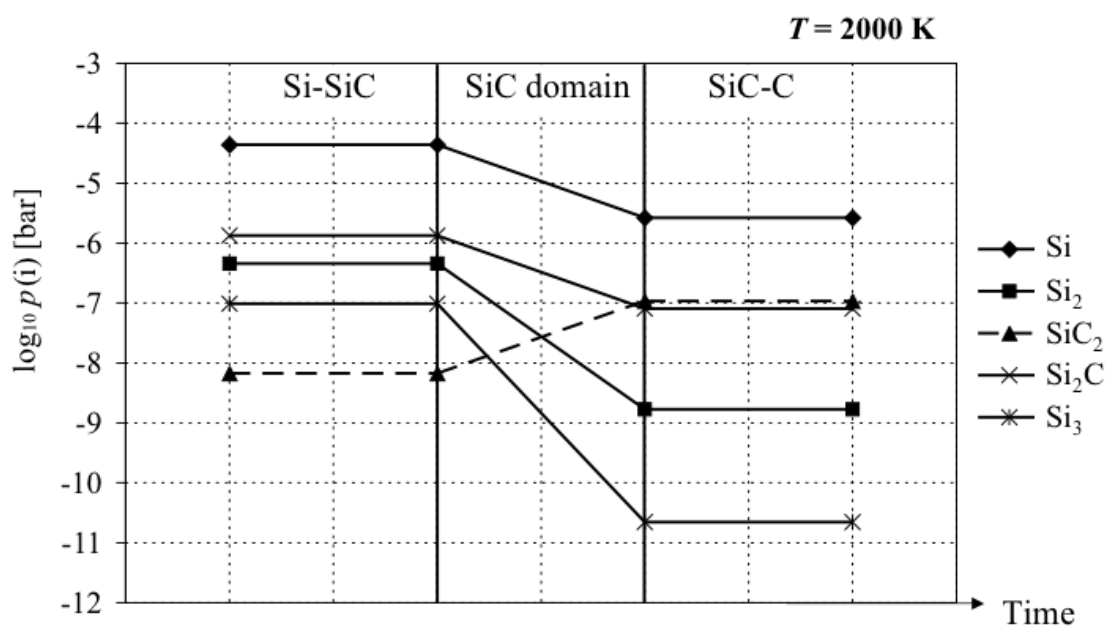 T = 2000 K
Si-SiC SiC domain SiC-C
-3
-4
-5
-6
-7
-8
-9
-10
-11
-12
log₁₀ p(i) [bar]
Si
Si₂
SiC₂
Si₂C
Si₃
Time